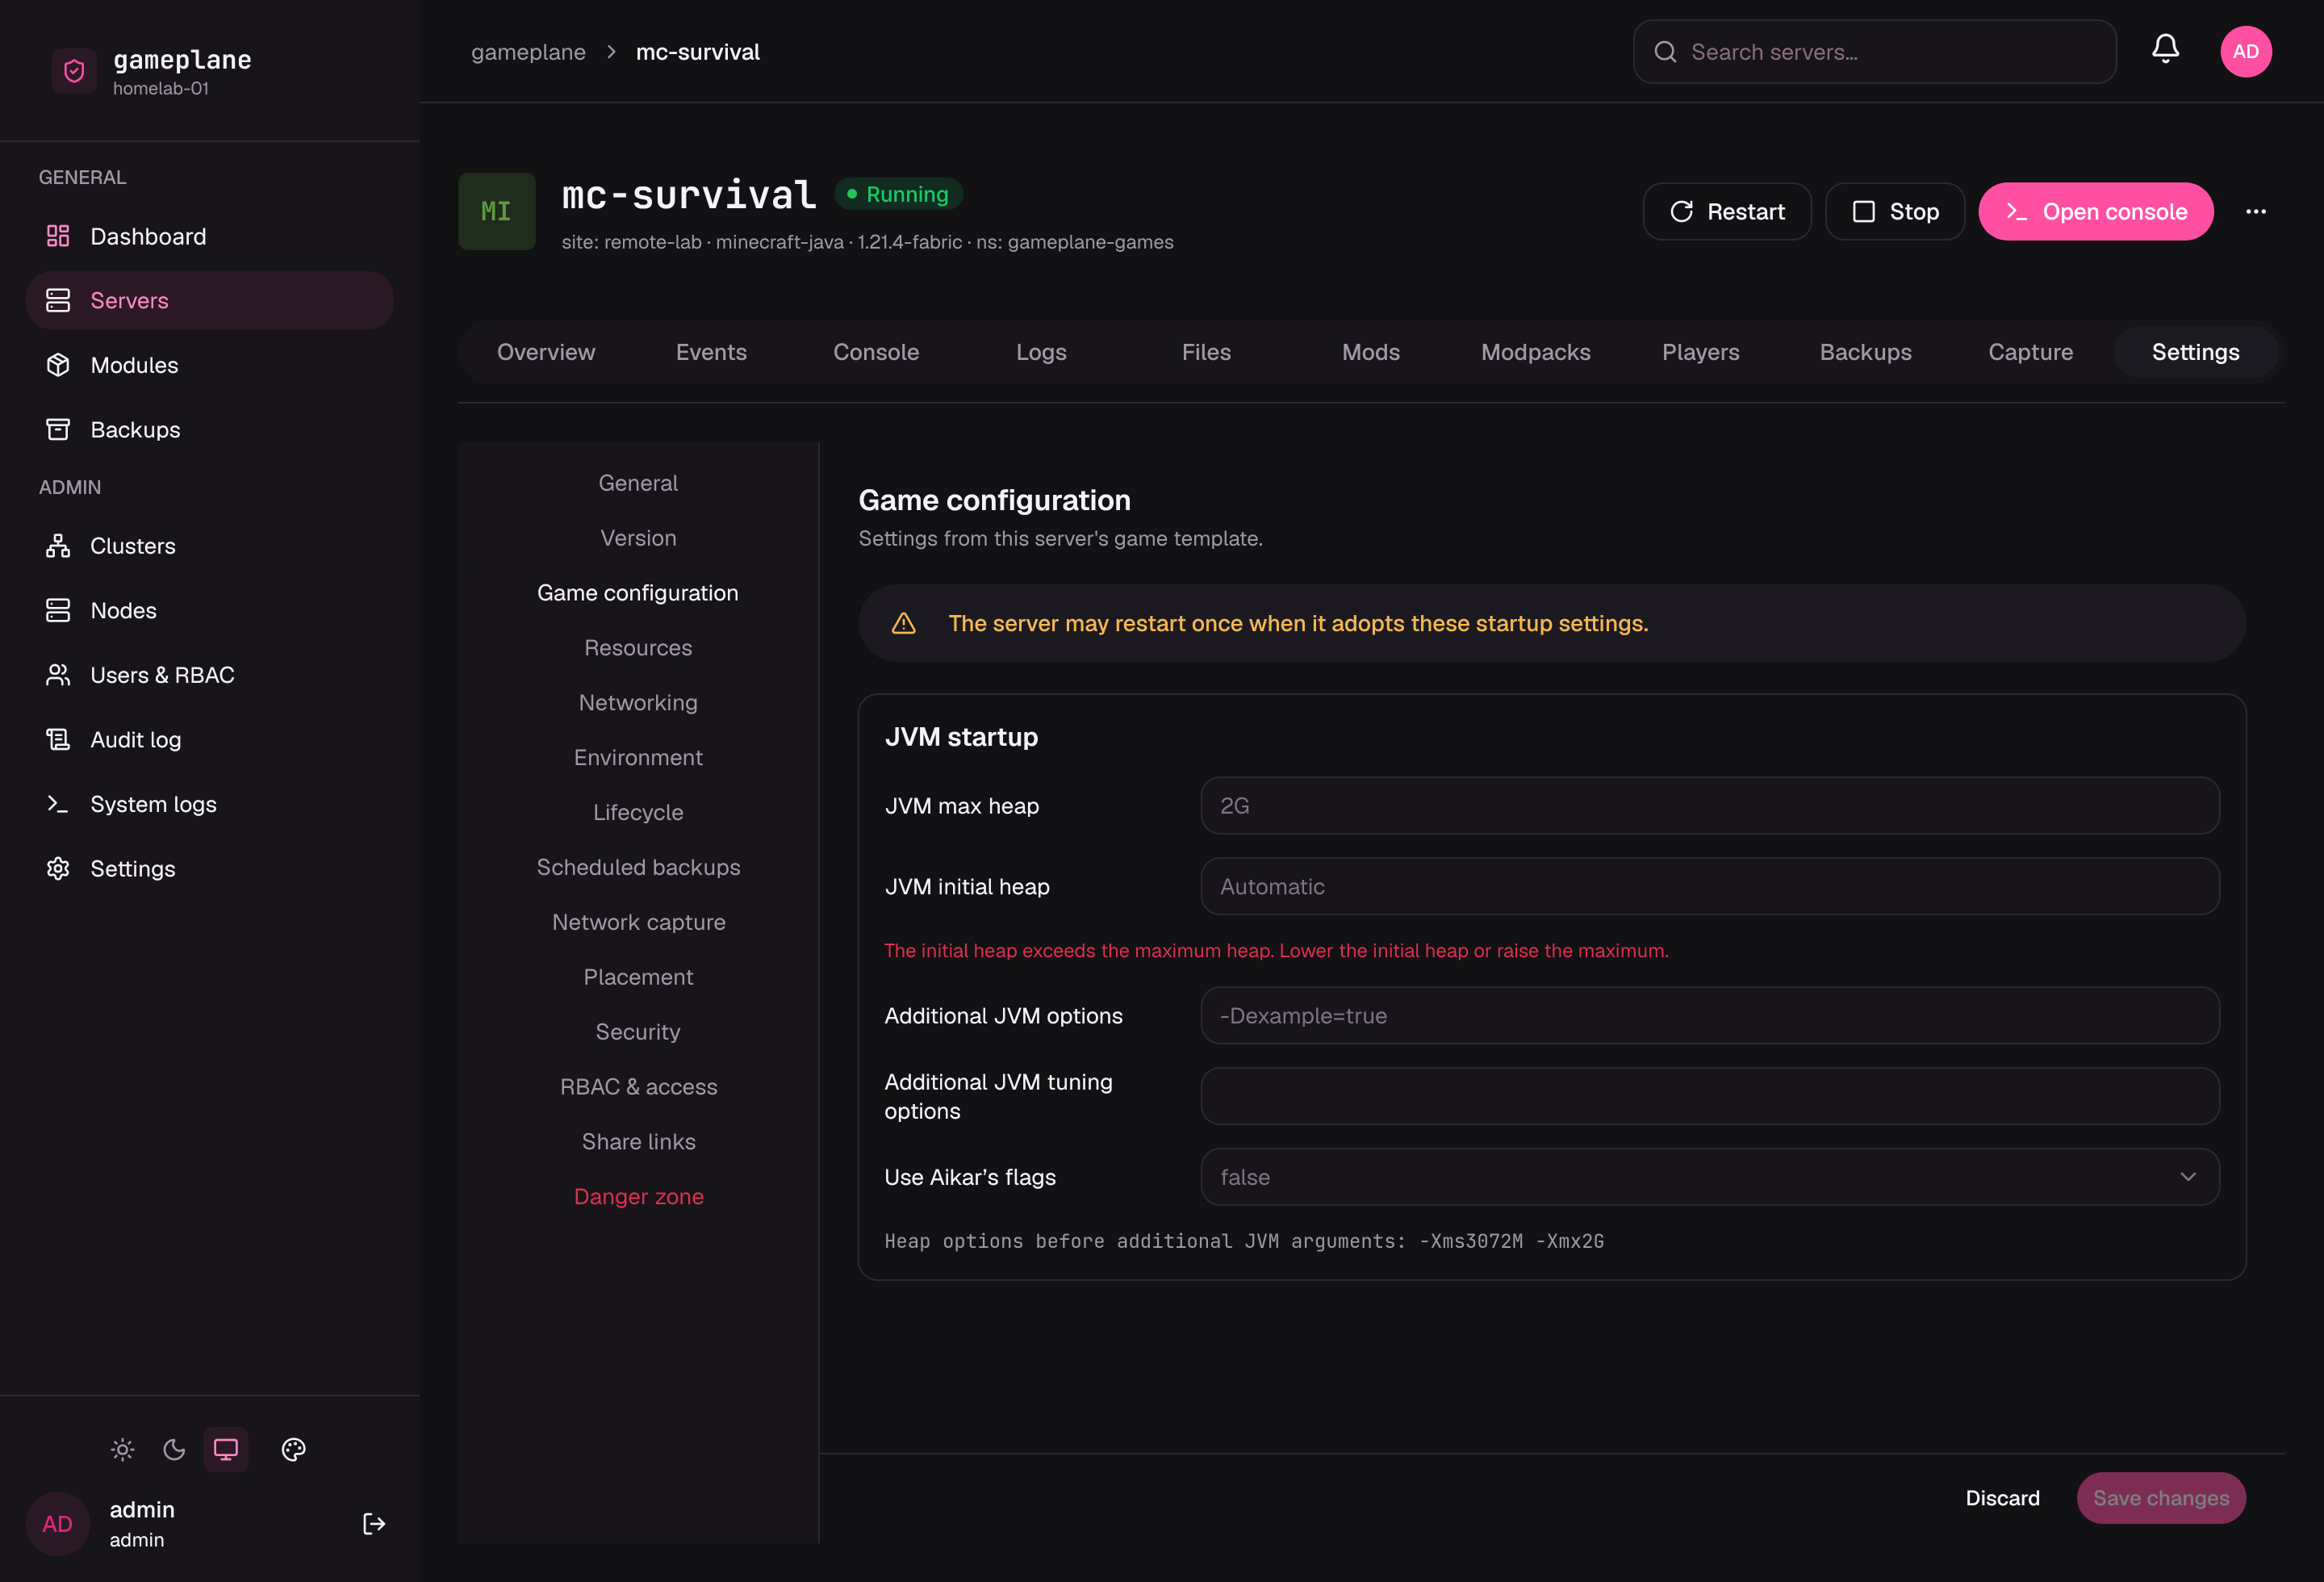 gameplane
homelab-01
GENERAL
Dashboard
Servers
Modules
Backups
ADMIN
Clusters
Nodes
Users & RBAC
Audit log
System logs
Settings
AD
admin
admin
gameplane > mc-survival
Search servers...
AD
MI
mc-survival
Running
site: remote-lab · minecraft-java · 1.21.4-fabric · ns: gameplane-games
Restart
Stop
Open console
Overview
Events
Console
Logs
Files
Mods
Modpacks
Players
Backups
Capture
Settings
General
Version
Game configuration
Resources
Networking
Environment
Lifecycle
Scheduled backups
Network capture
Placement
Security
RBAC & access
Share links
Danger zone
Game configuration
Settings from this server's game template.
The server may restart once when it adopts these startup settings.
JVM startup
JVM max heap
2G
JVM initial heap
Automatic
The initial heap exceeds the maximum heap. Lower the initial heap or raise the maximum.
Additional JVM options
-Dexample=true
Additional JVM tuning
options
Use Aikar’s flags
false
Heap options before additional JVM arguments: -Xms3072M -Xmx2G
Discard
Save changes